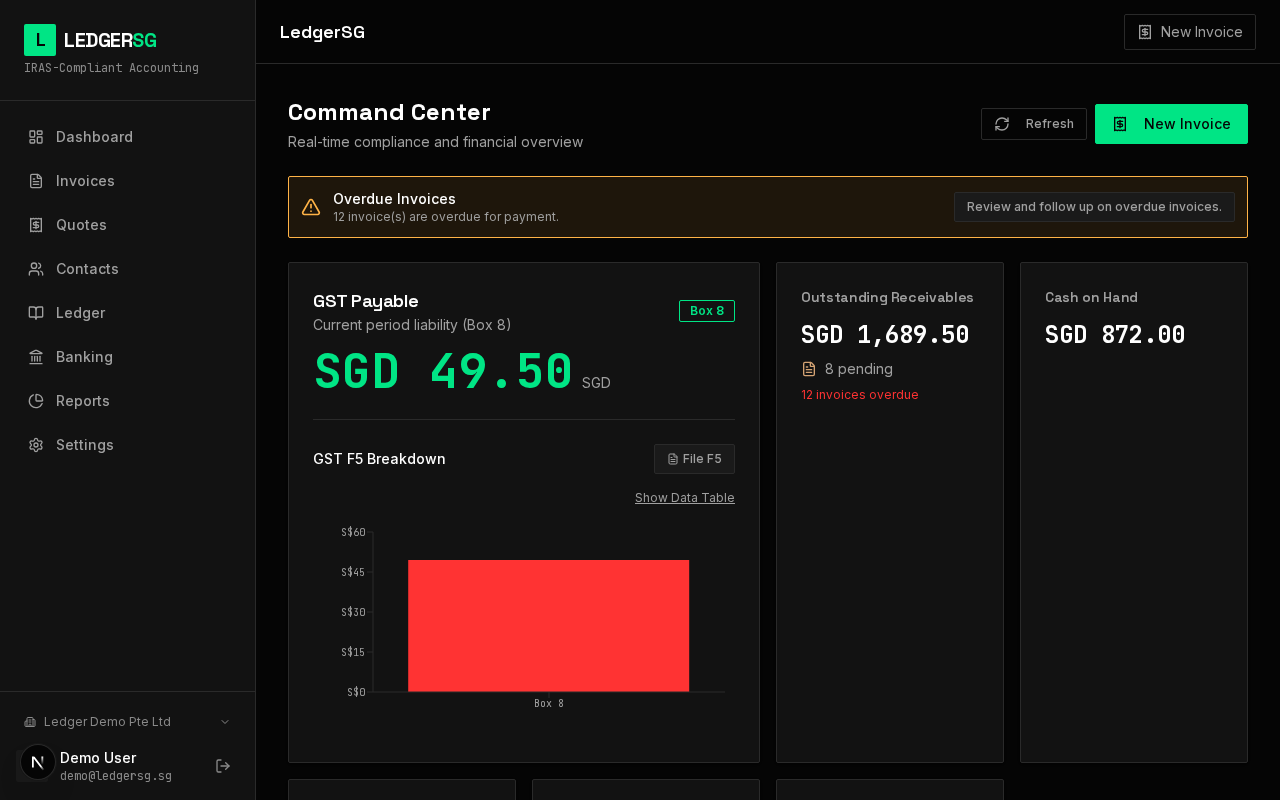 L LEDGERSG
IRAS-Compliant Accounting
Dashboard
Invoices
Quotes
Contacts
Ledger
Banking
Reports
Settings
Ledger Demo Pte Ltd
N
Demo User
demo@ledgersg.sg
LedgerSG
New Invoice
Command Center
Real-time compliance and financial overview
Refresh
New Invoice
Overdue Invoices
12 invoice(s) are overdue for payment.
Review and follow up on overdue invoices.
GST Payable
Current period liability (Box 8)
Box 8
SGD 49.50 SGD
GST F5 Breakdown
File F5
Show Data Table
S$60
S$45
S$30
S$15
S$0
Box 8
Outstanding Receivables
SGD 1,689.50
8 pending
12 invoices overdue
Cash on Hand
SGD 872.00